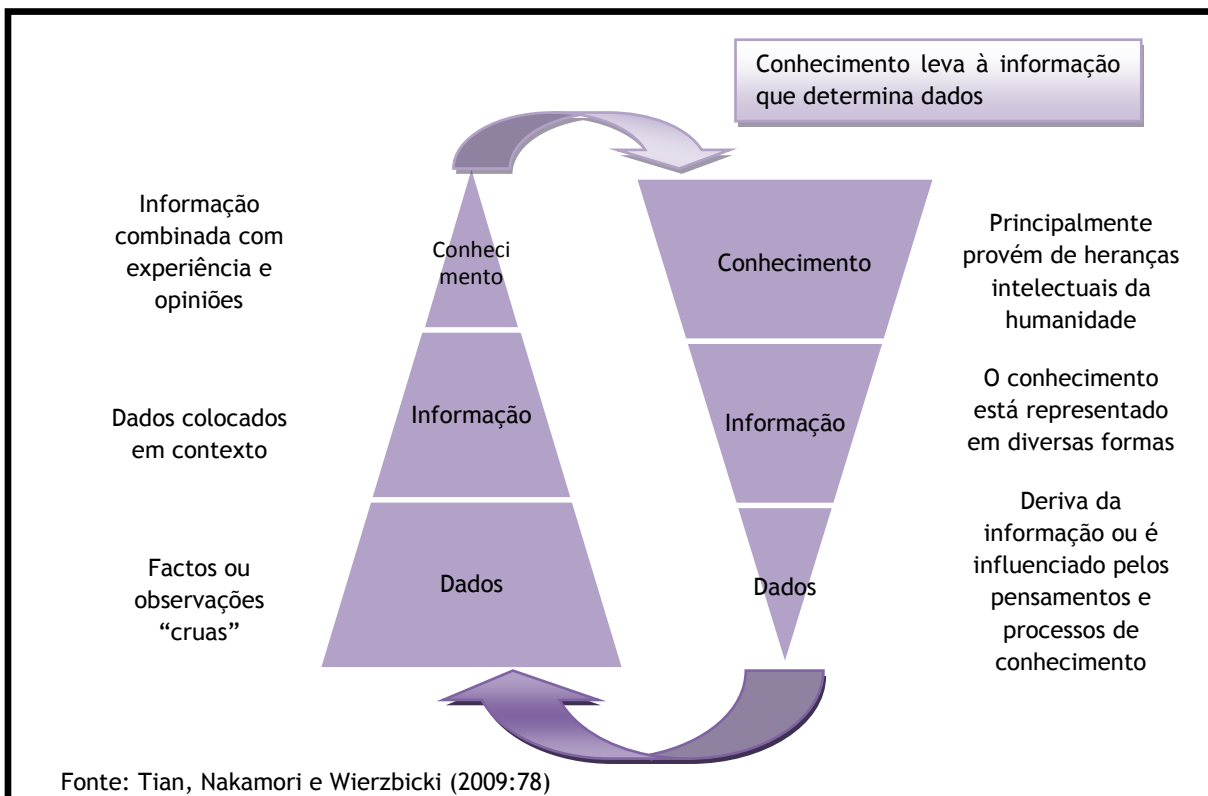 Conhecimento leva à informação
que determina dados
Informação
combinada com
experiência e
opiniões
Dados colocados
em contexto
Factos ou
observações
“cruas”
Conheci
mento
Informação
Dados
Conhecimento
Informação
Dados
Principalmente
provém de heranças
intelectuais da
humanidade
O conhecimento
está representado
em diversas formas
Deriva da
informação ou é
influenciado pelos
pensamentos e
processos de
conhecimento
Fonte: Tian, Nakamori e Wierzbicki (2009:78)